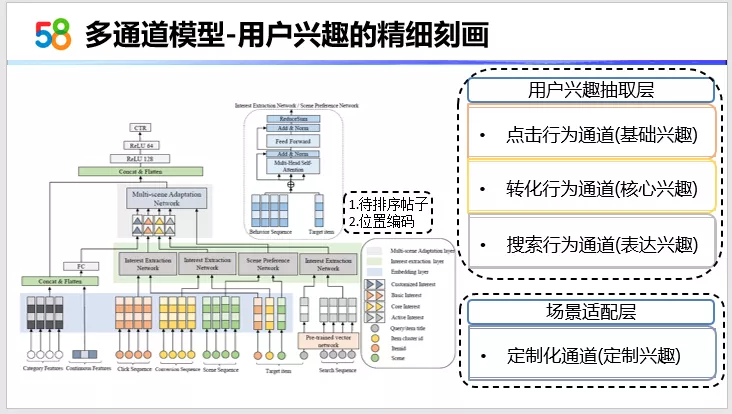 58 多通道模型-用户兴趣的精细刻画
Interest Extraction Network / Scene Preference Network
ReduceSum
Add & Norm
Feed Forward
Add & Norm
Multi-Head Self-Attention
Behavior Sequence
Target item
1.待排序帖子
2.位置编码
CTR
ReLU 64
ReLU 128
Concat & Flatten
Multi-scene Adaptation
Network
FC
Concat & Flatten
Interest Extraction
Network
Interest Extraction
Network
Scene Preference
Network
Interest Extraction
Network
Pre-trained vector
network
Category Features
Continuous Features
Click Sequence
Conversion Sequence
Scene Sequence
Target item
Search Sequence
Multi-scene Adaptation layer
Interest extraction layer
Embedding layer
Customized Interest
Basic Interest
Core Interest
Active Interest
Query/item title
Item cluster id
Itemid
Scene
用户兴趣抽取层
• 点击行为通道(基础兴趣)
• 转化行为通道(核心兴趣)
• 搜索行为通道(表达兴趣)
场景适配层
• 定制化通道(定制兴趣)